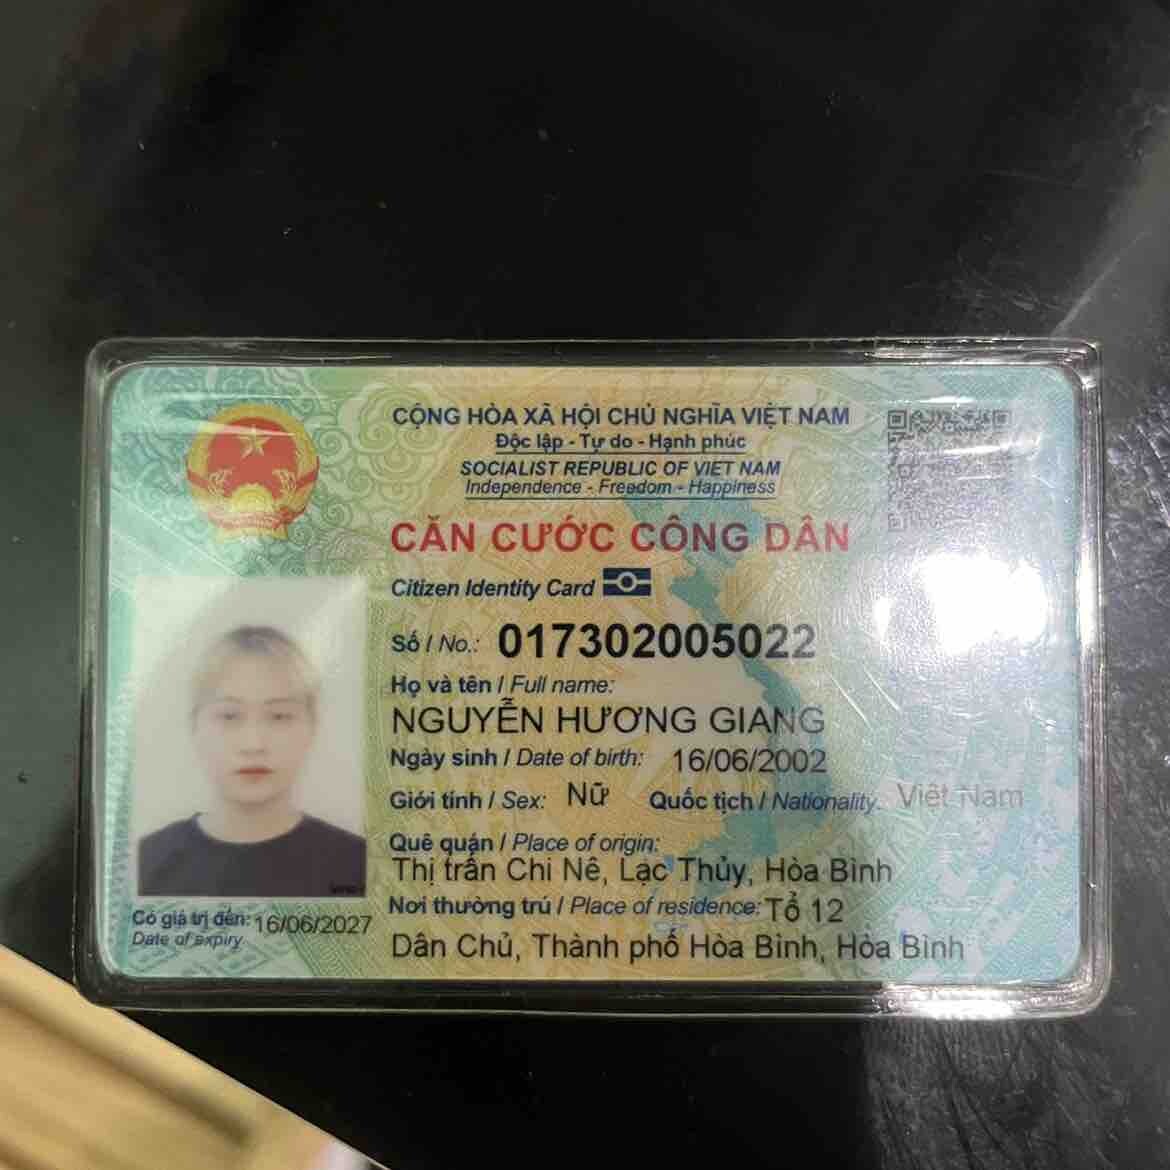 CỘNG HÒA XÃ HỘI CHỦ NGHĨA VIỆT NAM
Độc lập - Tự do - Hạnh phúc
SOCIALIST REPUBLIC OF VIET NAM
Independence - Freedom - Happiness
CĂN CƯỚC CÔNG DÂN
Citizen Identity Card
Số / No.: 017302005022
Họ và tên / Full name:
NGUYỄN HƯƠNG GIANG
Ngày sinh / Date of birth: 16/06/2002
Giới tính / Sex: Nữ Quốc tịch / Nationality: Việt Nam
Quê quán / Place of origin:
Thị trấn Chi Nê, Lạc Thủy, Hòa Bình
Nơi thường trú / Place of residence: Tổ 12
Dân Chủ, Thành phố Hòa Bình, Hòa Bình
Có giá trị đến: 16/06/2027
Date of expiry